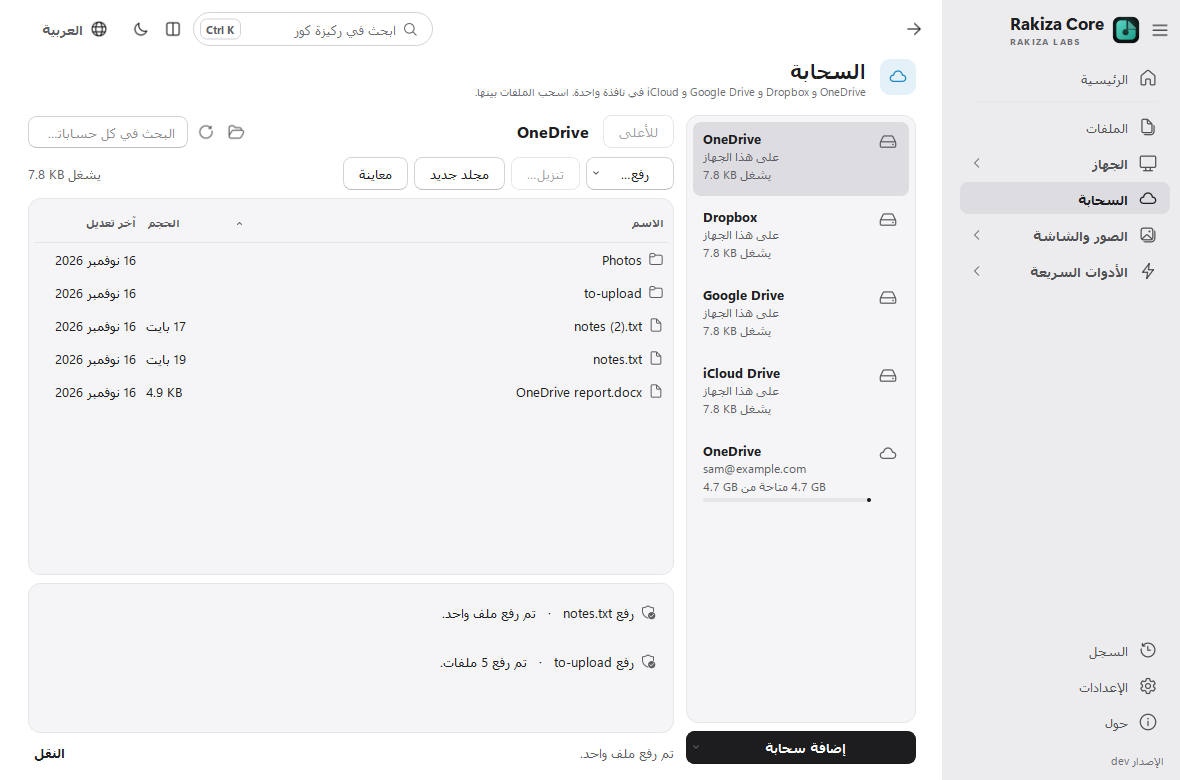 Rakiza Core
RAKIZA LABS
الرئيسية
الملفات
الجهاز
السحابة
الصور والشاشة
الأدوات السريعة
السجل
الإعدادات
حول
الإصدار dev
ابحث في ركيزة كور
Ctrl K
العربية
السحابة
OneDrive و Dropbox و Google Drive و iCloud في نافذة واحدة. اسحب الملفات بينها.
OneDrive
على هذا الجهاز
يشغل 7.8 KB
Dropbox
على هذا الجهاز
يشغل 7.8 KB
Google Drive
على هذا الجهاز
يشغل 7.8 KB
iCloud Drive
على هذا الجهاز
يشغل 7.8 KB
OneDrive
sam@example.com
4.7 GB متاحة من 4.7 GB
إضافة سحابة
للأعلى
OneDrive
البحث في كل حساباتـ...
رفع...
تنزيل...
مجلد جديد
معاينة
يشغل 7.8 KB
الاسم الحجم آخر تعديل
Photos 16 نوفمبر 2026
to-upload 16 نوفمبر 2026
notes (2).txt 17 بايت 16 نوفمبر 2026
notes.txt 19 بايت 16 نوفمبر 2026
OneDrive report.docx 4.9 KB 16 نوفمبر 2026
رفع notes.txt · تم رفع ملف واحد.
رفع to-upload · تم رفع 5 ملفات.
تم رفع ملف واحد.
النقل